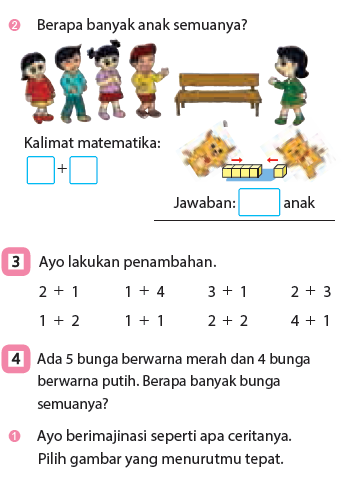 2 Berapa banyak anak semuanya?
Kalimat matematika:
+
Jawaban: anak
3 Ayo lakukan penambahan.
2 + 1 1 + 4 3 + 1 2 + 3
1 + 2 1 + 1 2 + 2 4 + 1
4 Ada 5 bunga berwarna merah dan 4 bunga
berwarna putih. Berapa banyak bunga
semuanya?
1 Ayo berimajinasi seperti apa ceritanya.
Pilih gambar yang menurutmu tepat.